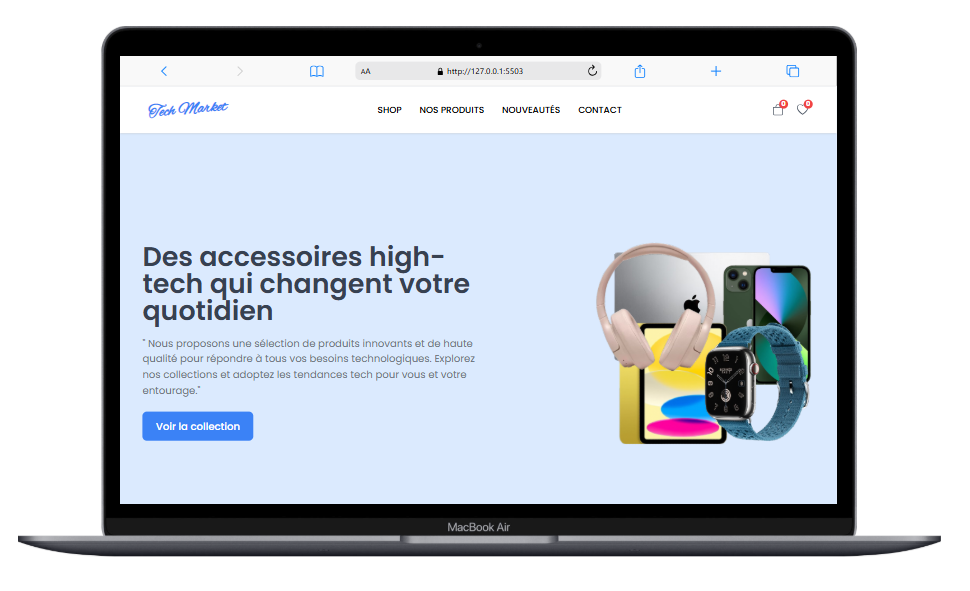 AA
http://127.0.0.1:5503
Tech Market
SHOP NOS PRODUITS NOUVEAUTÉS CONTACT
0 0
Des accessoires high-
tech qui changent votre
quotidien
" Nous proposons une sélection de produits innovants et de haute
qualité pour répondre à tous vos besoins technologiques. Explorez
nos collections et adoptez les tendances tech pour vous et votre
entourage."
Voir la collection
MacBook Air